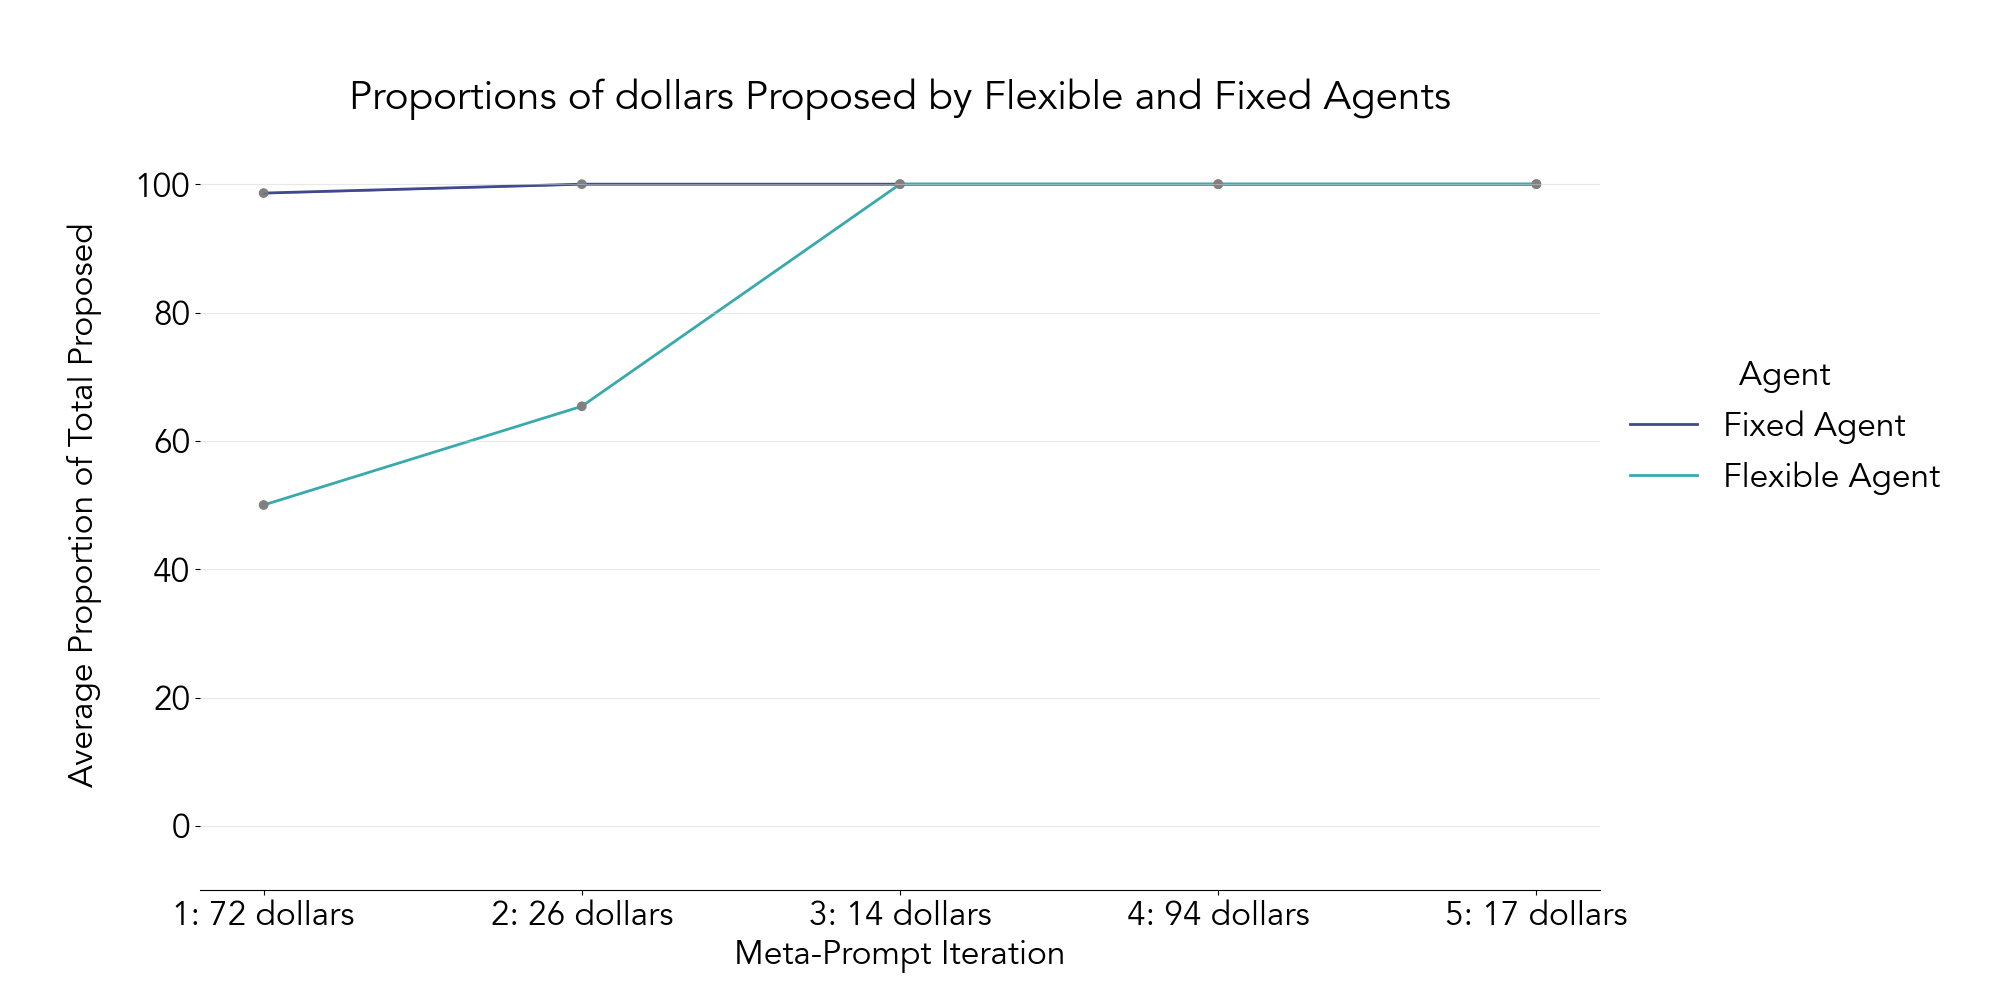 Proportions of dollars Proposed by Flexible and Fixed Agents
Average Proportion of Total Proposed
100
80
60
40
20
0
1: 72 dollars
2: 26 dollars
3: 14 dollars
4: 94 dollars
5: 17 dollars
Meta-Prompt Iteration
Agent
Fixed Agent
Flexible Agent